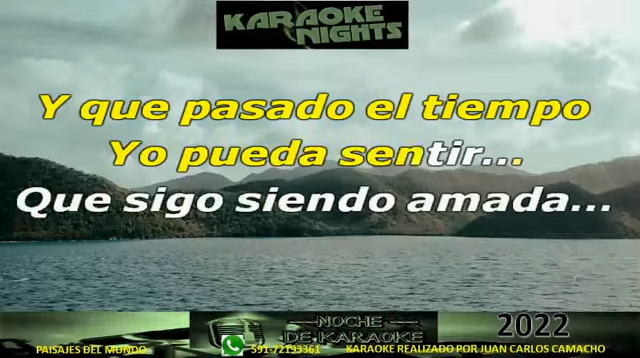 KARAOKE
NIGHTS
Y que pasado el tiempo
Yo pueda sentir...
Que sigo siendo amada...
NOCHE
DE KARAOKE
2022
PAISAJES DEL MUNDO
591-72193361
KARAOKE REALIZADO POR JUAN CARLOS CAMACHO